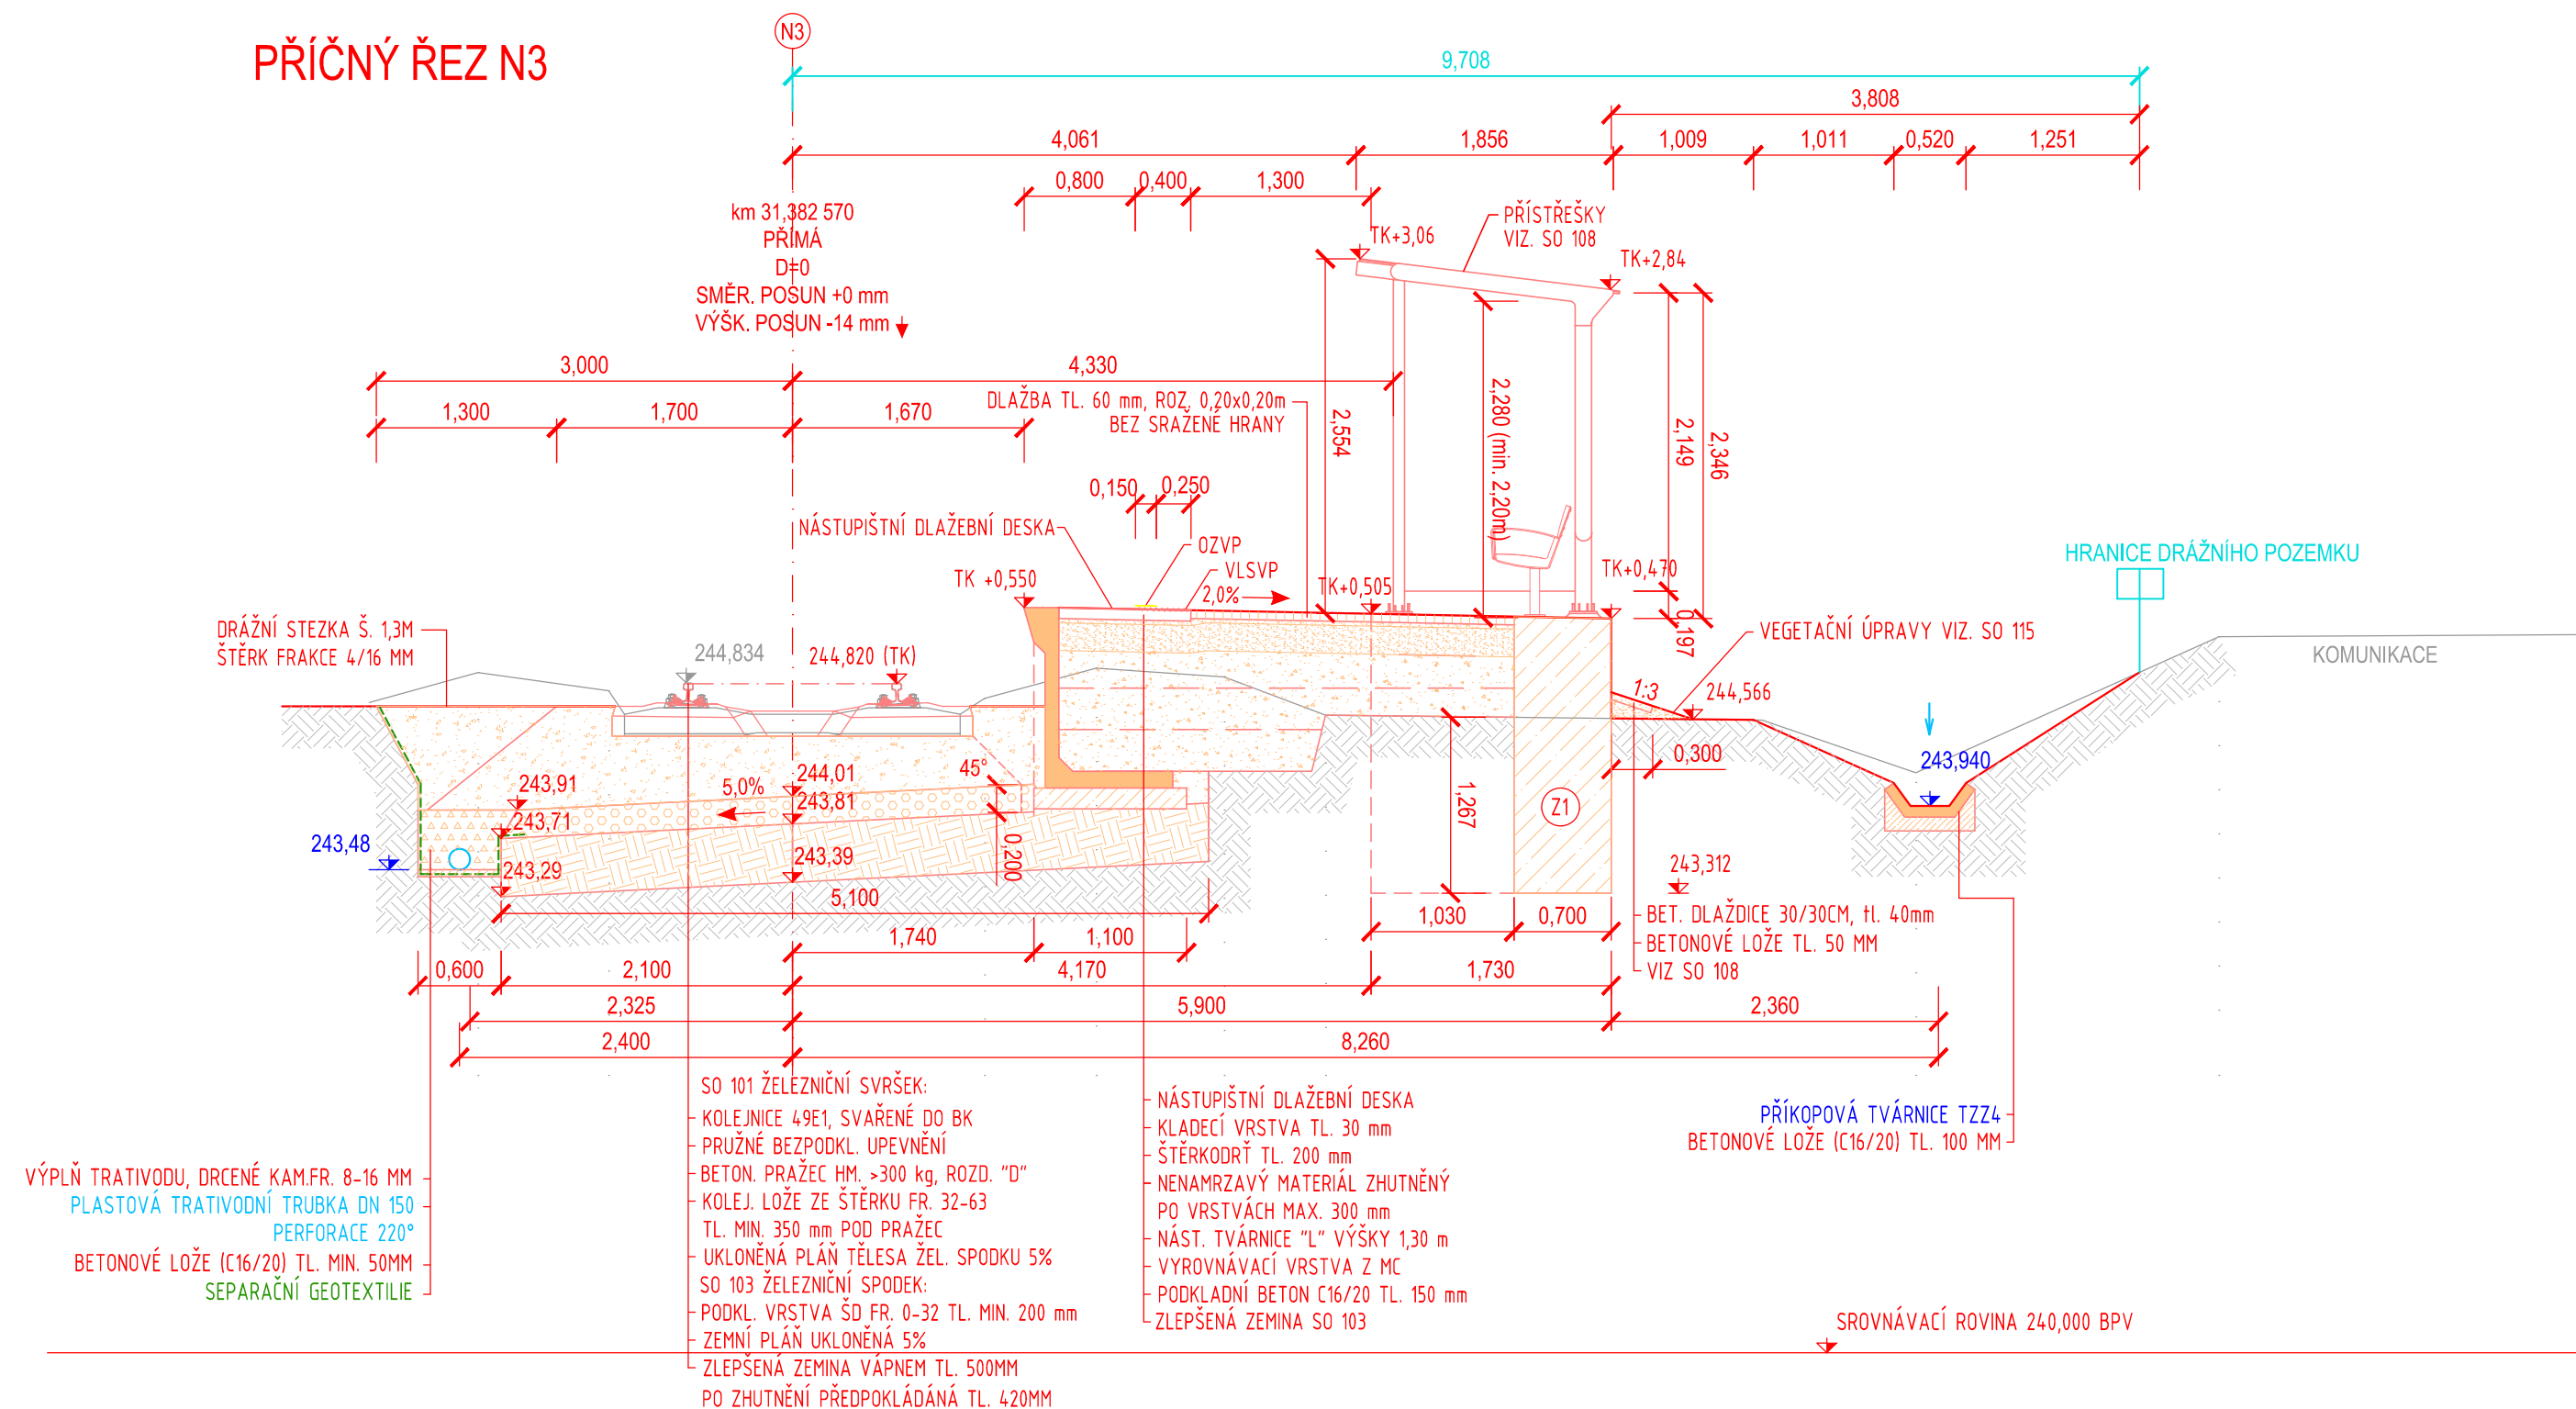 PŘÍČNÝ ŘEZ N3
N3
9,708
3,808
4,061
1,856
1,009
1,011
0,520
1,251
0,800
0,400
1,300
km 31,382 570
PŘÍMÁ
D=0
SMĚR. POSUN +0 mm
VÝŠK. POSUN -14 mm
PŘÍSTŘEŠKY
VIZ. SO 108
TK+3,06
TK+2,84
3,000
4,330
1,300
1,700
1,670
DLAŽBA TL. 60 mm, ROZ. 0,20x0,20m
BEZ SRAŽENÉ HRANY
2,554
2,280 (min. 2,20m)
2,149
2,346
0,150
0,250
NÁSTUPIŠTNÍ DLAŽEBNÍ DESKA
OZVP
VLSVP
2,0%
TK +0,550
TK+0,505
TK+0,470
0,197
HRANICE DRÁŽNÍHO POZEMKU
KOMUNIKACE
DRÁŽNÍ STEZKA Š. 1,3M
ŠTĚRK FRAKCE 4/16 MM
244,834
244,820 (TK)
VEGETAČNÍ ÚPRAVY VIZ. SO 115
1:3
244,566
0,300
243,940
243,91
244,01
45°
5,0%
243,81
243,71
243,48
243,29
243,39
0,200
1,267
Z1
243,312
5,100
1,030
0,700
1,740
1,100
BET. DLAŽDICE 30/30CM, tl. 40mm
BETONOVÉ LOŽE TL. 50 MM
VIZ SO 108
0,600
2,100
4,170
1,730
2,325
5,900
2,360
2,400
8,260
SO 101 ŽELEZNIČNÍ SVRŠEK:
KOLEJNICE 49E1, SVAŘENÉ DO BK
PRUŽNÉ BEZPODKL. UPEVNĚNÍ
BETON. PRAŽEC HM. >300 kg, ROZD. "D"
KOLEJ. LOŽE ZE ŠTĚRKU FR. 32-63
TL. MIN. 350 mm POD PRAŽEC
UKLONĚNÁ PLÁŇ TĚLESA ŽEL. SPODKU 5%
SO 103 ŽELEZNIČNÍ SPODEK:
PODKL. VRSTVA ŠD FR. 0-32 TL. MIN. 200 mm
ZEMNÍ PLÁŇ UKLONĚNÁ 5%
ZLEPŠENÁ ZEMINA VÁPNEM TL. 500MM
PO ZHUTNĚNÍ PŘEDPOKLÁDÁNÁ TL. 420MM
NÁSTUPIŠTNÍ DLAŽEBNÍ DESKA
KLADECÍ VRSTVA TL. 30 mm
ŠTĚRKODRŤ TL. 200 mm
NENAMRZAVÝ MATERIÁL ZHUTNĚNÝ
PO VRSTVÁCH MAX. 300 mm
NÁST. TVÁRNICE "L" VÝŠKY 1,30 m
VYROVNÁVACÍ VRSTVA Z MC
PODKLADNÍ BETON C16/20 TL. 150 mm
ZLEPŠENÁ ZEMINA SO 103
PŘÍKOPOVÁ TVÁRNICE TZZ4
BETONOVÉ LOŽE (C16/20) TL. 100 MM
VÝPLŇ TRATIVODU, DRCENÉ KAM.FR. 8-16 MM
PLASTOVÁ TRATIVODNÍ TRUBKA DN 150
PERFORACE 220°
BETONOVÉ LOŽE (C16/20) TL. MIN. 50MM
SEPARAČNÍ GEOTEXTILIE
SROVNÁVACÍ ROVINA 240,000 BPV